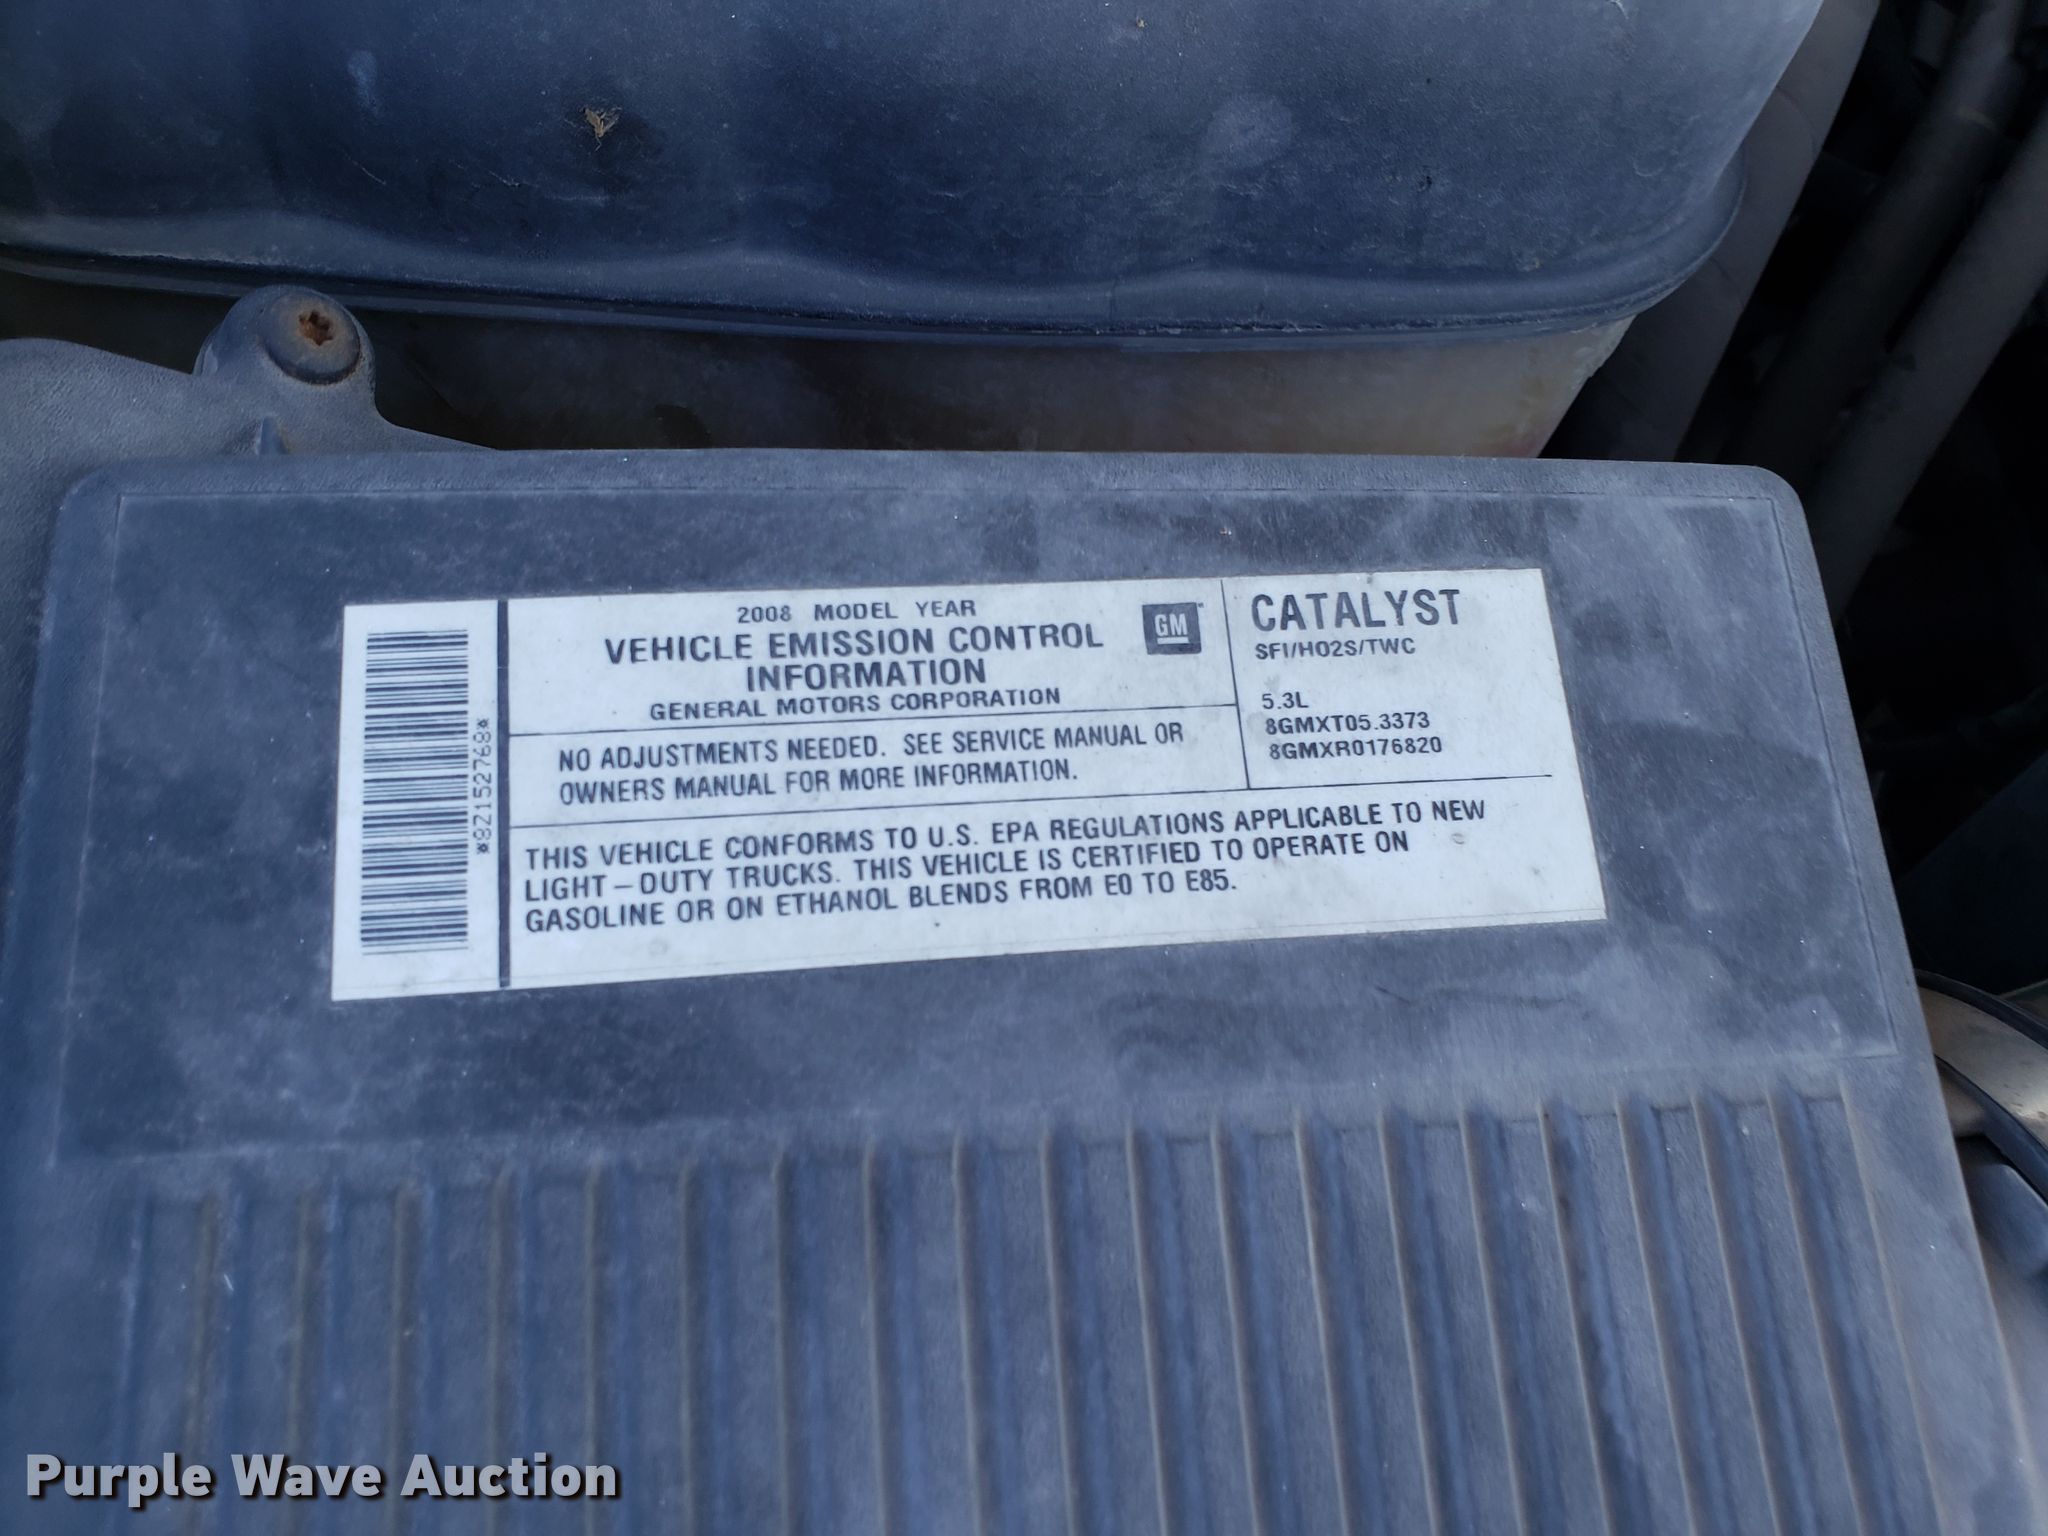 *8Z152768*
2008 MODEL YEAR
VEHICLE EMISSION CONTROL
INFORMATION
GENERAL MOTORS CORPORATION
GM
NO ADJUSTMENTS NEEDED. SEE SERVICE MANUAL OR
OWNERS MANUAL FOR MORE INFORMATION.
CATALYST
SFI/HO2S/TWC
5.3L
8GMXT05.3373
8GMXR0176820
THIS VEHICLE CONFORMS TO U.S. EPA REGULATIONS APPLICABLE TO NEW
LIGHT-DUTY TRUCKS. THIS VEHICLE IS CERTIFIED TO OPERATE ON
GASOLINE OR ON ETHANOL BLENDS FROM E0 TO E85.
Purple Wave Auction